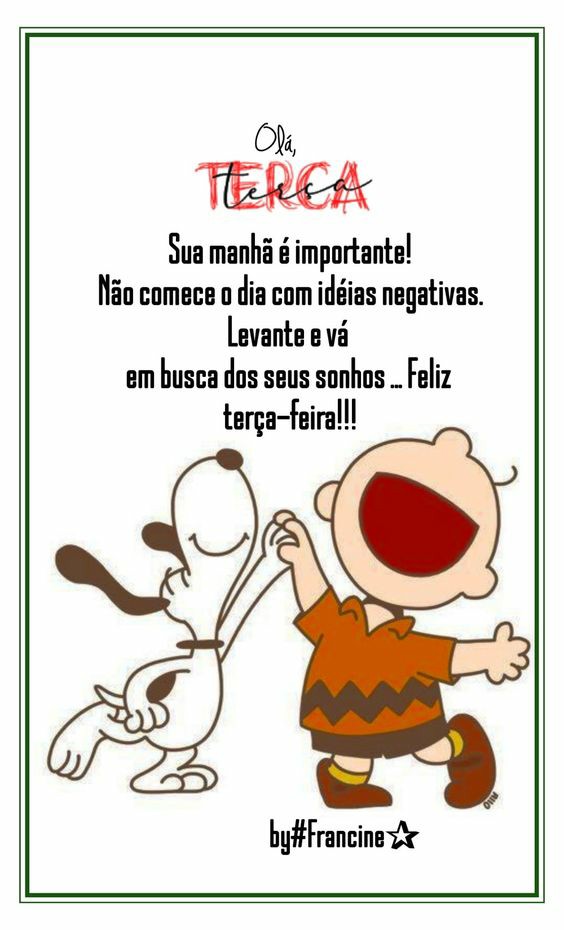 Olá,
TERÇA
terça
Sua manhã é importante!
Não comece o dia com idéias negativas.
Levante e vá
em busca dos seus sonhos ... Feliz
terça-feira!!!
by#Francine☆